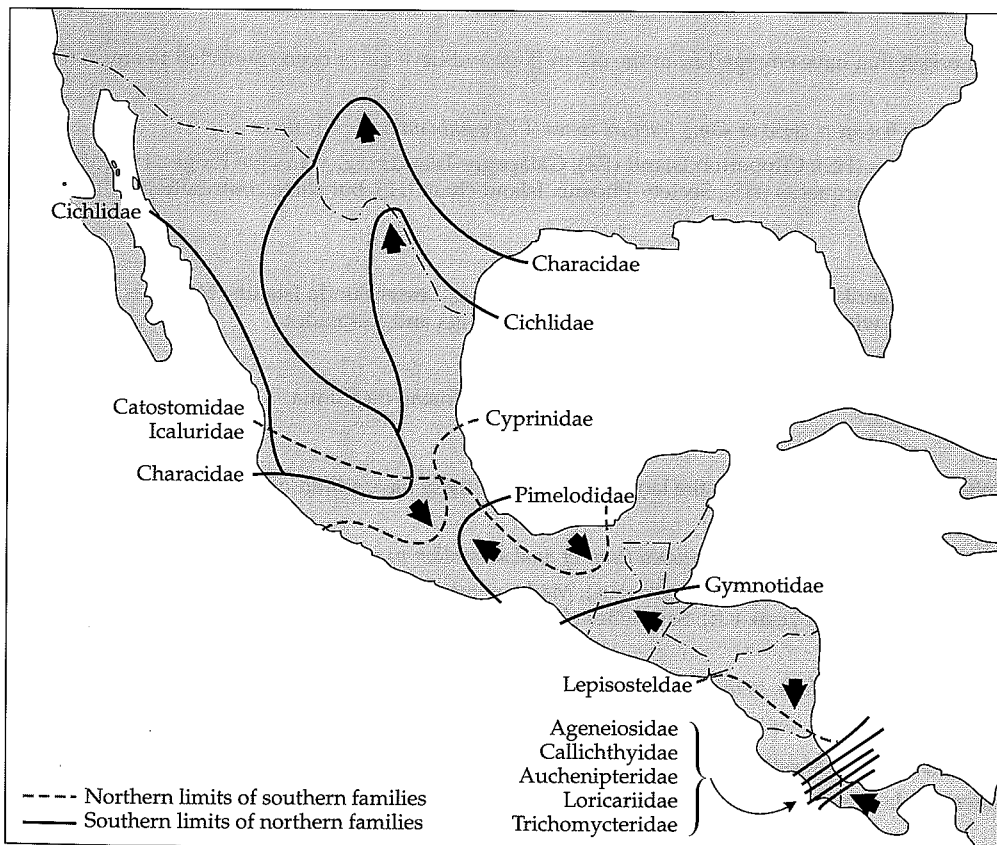 Cichlidae
Characidae
Cichlidae
Catostomidae
Icaluridae
Cyprinidae
Characidae
Pimelodidae
Gymnotidae
Lepisosteldae
Ageneiosidae
Callichthyidae
Auchenipteridae
Loricariidae
Trichomycteridae
Northern limits of southern families
Southern limits of northern families